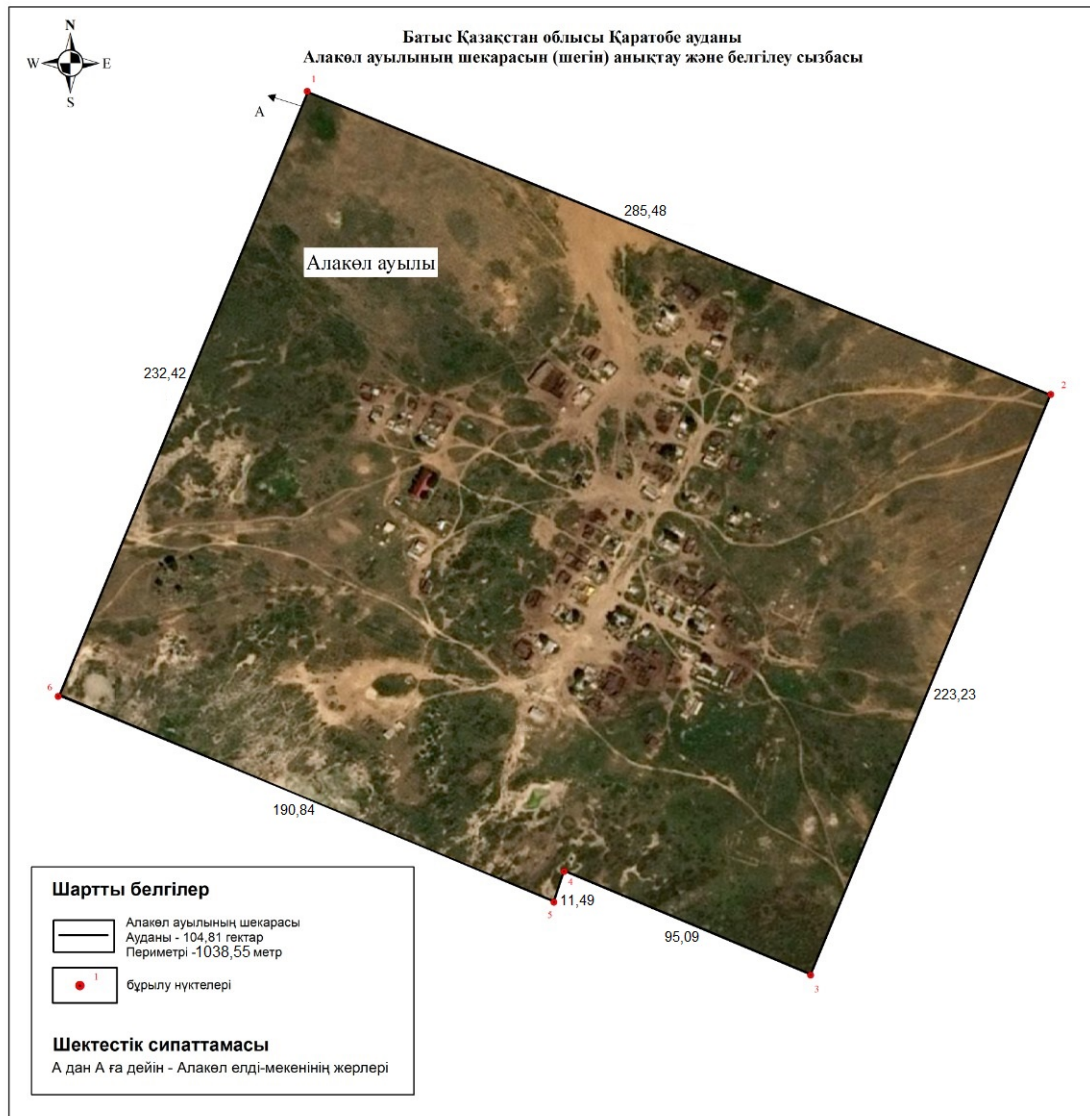 Батыс Қазақстан облысы Қаратобе ауданы
Алакөл ауылының шекарасын (шегін) анықтау және белгілеу сызбасы
N
W E
S
1
А
285,48
Алакөл ауылы
232,42
2
6
223,23
190,84
4
11,49
5
95,09
3
Шартты белгілер
Алакөл ауылының шекарасы
Ауданы - 104,81 гектар
Периметрі -1038,55 метр
1
бұрылу нүктелері
Шектестік сипаттамасы
А дан А ға дейін - Алакөл елді-мекенінің жерлері